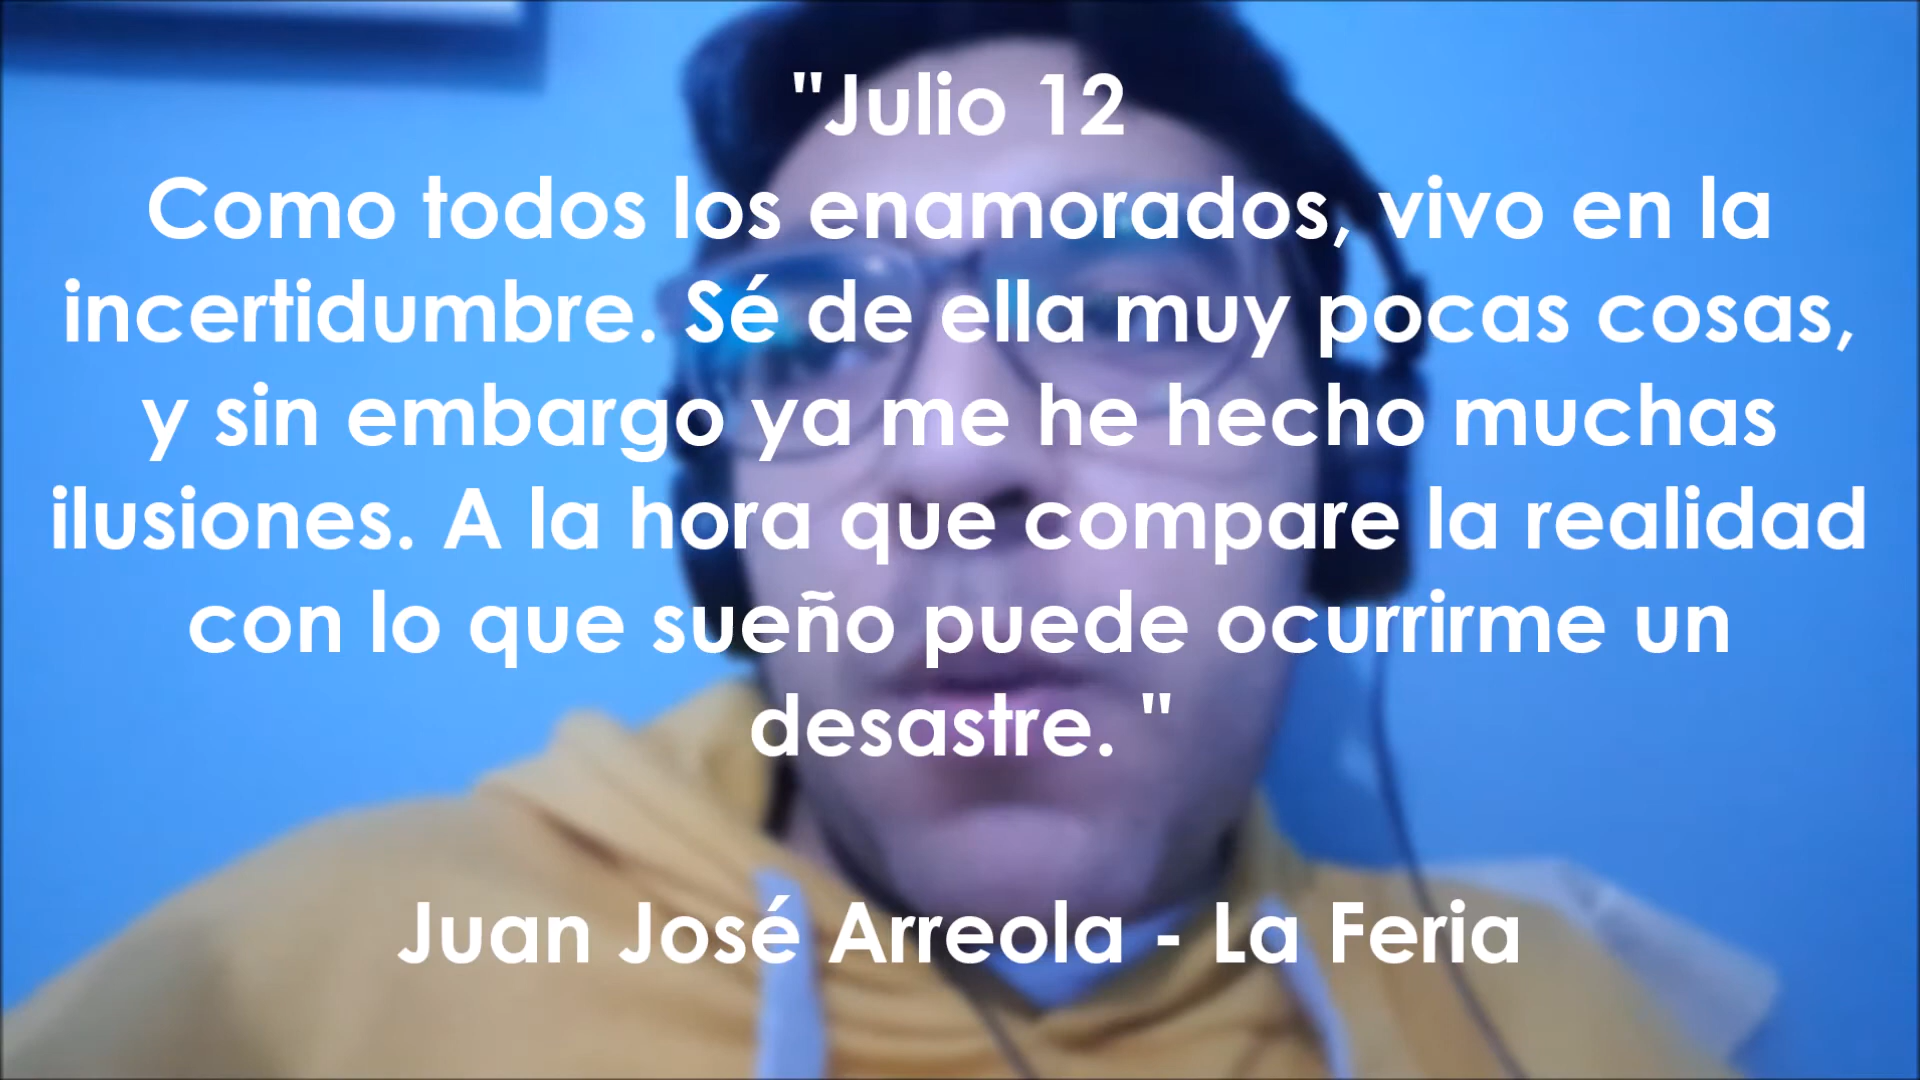 "Julio 12
Como todos los enamorados, vivo en la
incertidumbre. Sé de ella muy pocas cosas,
y sin embargo ya me he hecho muchas
ilusiones. A la hora que compare la realidad
con lo que sueño puede ocurrirme un
desastre. "
Juan José Arreola - La Feria